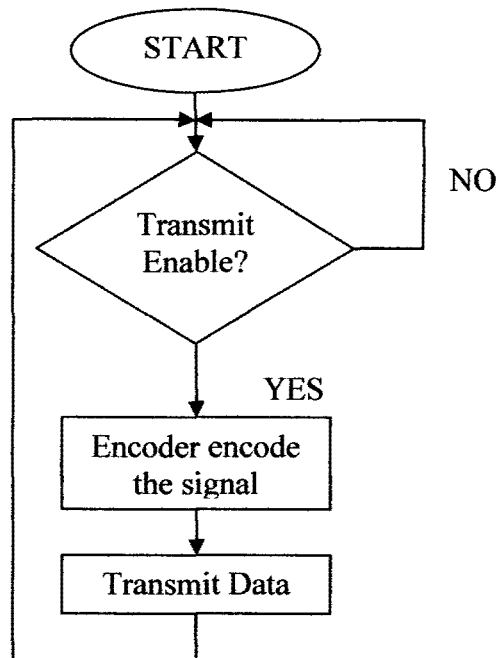 START
NO
Transmit
Enable?
YES
Encoder encode
the signal
Transmit Data